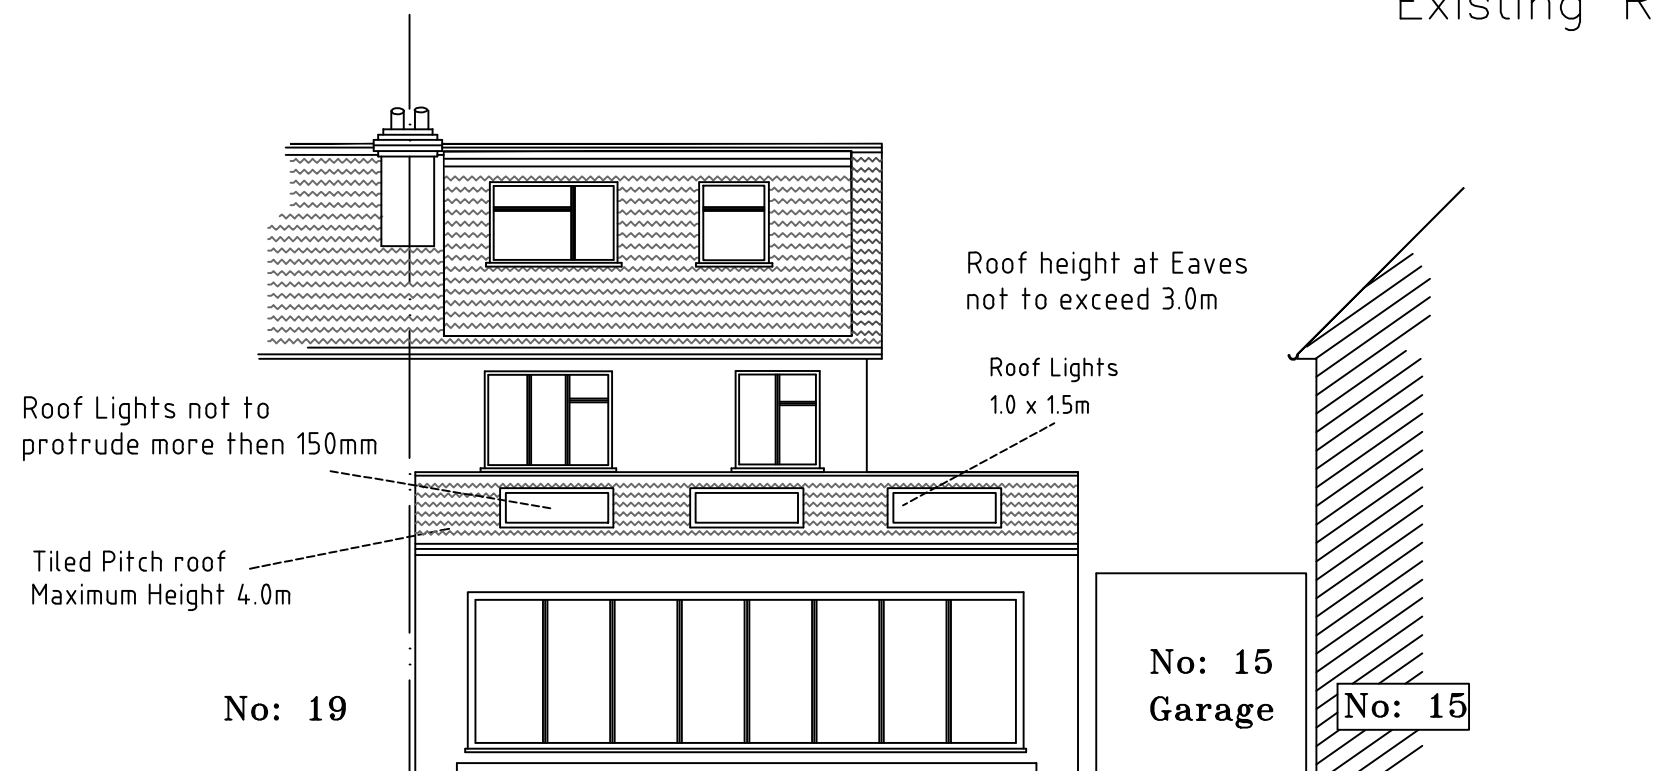 Existing R
Roof height at Eaves
not to exceed 3.0m
Roof Lights
1.0 x 1.5m
Roof Lights not to
protrude more then 150mm
Tiled Pitch roof
Maximum Height 4.0m
No: 19
No: 15
Garage
No: 15